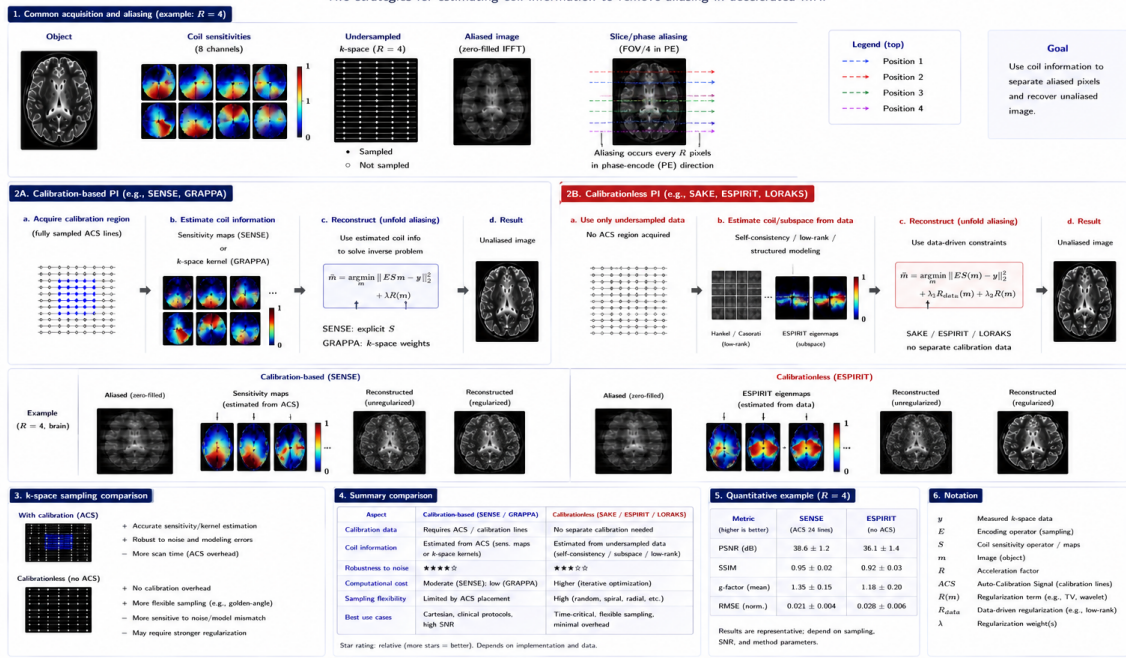 1. Common acquisition and aliasing (example: R = 4)
Object
Coil sensitivities
(8 channels)
1
1
0
Undersampled
k-space (R = 4)
● Sampled
○ Not sampled
Aliased image
(zero-filled IFFT)
Slice/phase aliasing
(FOV/4 in PE)
Aliasing occurs every R pixels
in phase-encode (PE) direction
Legend (top)
Position 1
Position 2
Position 3
Position 4
Goal
Use coil information to
separate aliased pixels
and recover unaliased
image.
2A. Calibration-based PI (e.g., SENSE, GRAPPA)
a. Acquire calibration region
(fully sampled ACS lines)
b. Estimate coil information
Sensitivity maps (SENSE)
or
k-space kernel (GRAPPA)
...
1
0
c. Reconstruct (unfold aliasing)
Use estimated coil info
to solve inverse problem
m̂ = argmin_m ||ESm − y||²₂
+ λR(m)
SENSE: explicit S
GRAPPA: k-space weights
d. Result
Unaliased image
2B. Calibrationless PI (e.g., SAKE, ESPIRiT, LORAKS)
a. Use only undersampled data
No ACS region acquired
b. Estimate coil/subspace from data
Self-consistency / low-rank /
structured modeling
...
1
0
Hankel / Casorati
(low-rank)
ESPIRIT eigenmaps
(subspace)
c. Reconstruct (unfold aliasing)
Use data-driven constraints
m̂ = argmin_m ||ES(m) − y||²₂
+ λ₂R_data(m) + λ₂R(m)
SAKE / ESPIRIT / LORAKS
no separate calibration data
d. Result
Unaliased image
Example
(R = 4, brain)
Calibration-based (SENSE)
Aliased (zero-filled)
Sensitivity maps
(estimated from ACS)
1
...
0
Reconstructed
(unregularized)
Reconstructed
(regularized)
Calibrationless (ESPIRIT)
Aliased (zero-filled)
ESPIRIT eigenmaps
(estimated from data)
1
...
0
Reconstructed
(unregularized)
Reconstructed
(regularized)
3. k-space sampling comparison
With calibration (ACS)
+ Accurate sensitivity/kernel estimation
+ Robust to noise and modeling errors
− More scan time (ACS overhead)
Calibrationless (no ACS)
+ No calibration overhead
+ More flexible sampling (e.g., golden-angle)
− More sensitive to noise/model mismatch
− May require stronger regularization
4. Summary comparison
Aspect Calibration-based (SENSE / GRAPPA) Calibrationless (SAKE / ESPIRIT / LORAKS)
Calibration data Requires ACS / calibration lines No separate calibration needed
Coil information Estimated from ACS (sens. maps or k-space kernels) Estimated from undersampled data (self-consistency / subspace / low-rank)
Robustness to noise ★★★★☆ ★★★☆☆
Computational cost Moderate (SENSE); low (GRAPPA) Higher (iterative optimization)
Sampling flexibility Limited by ACS placement High (random, spiral, radial, etc.)
Best use cases Cartesian, clinical protocols, high SNR Time-critical, flexible sampling, minimal overhead
Star rating: relative (more stars = better). Depends on implementation and data.
5. Quantitative example (R = 4)
Metric SENSE ESPIRIT
(higher is better) (ACS 24 lines) (no ACS)
PSNR (dB) 38.6 ± 1.2 36.1 ± 1.4
SSIM 0.95 ± 0.02 0.92 ± 0.03
g-factor (mean) 1.35 ± 0.15 1.18 ± 0.20
RMSE (norm.) 0.021 ± 0.004 0.028 ± 0.006
Results are representative; depend on sampling,
SNR, and method parameters.
6. Notation
y Measured k-space data
E Encoding operator (sampling)
S Coil sensitivity operator / maps
m Image (object)
R Acceleration factor
ACS Auto-Calibration Signal (calibration lines)
R(m) Regularization term (e.g., TV, wavelet)
R_data Data-driven regularization (e.g., low-rank)
λ Regularization weight(s)